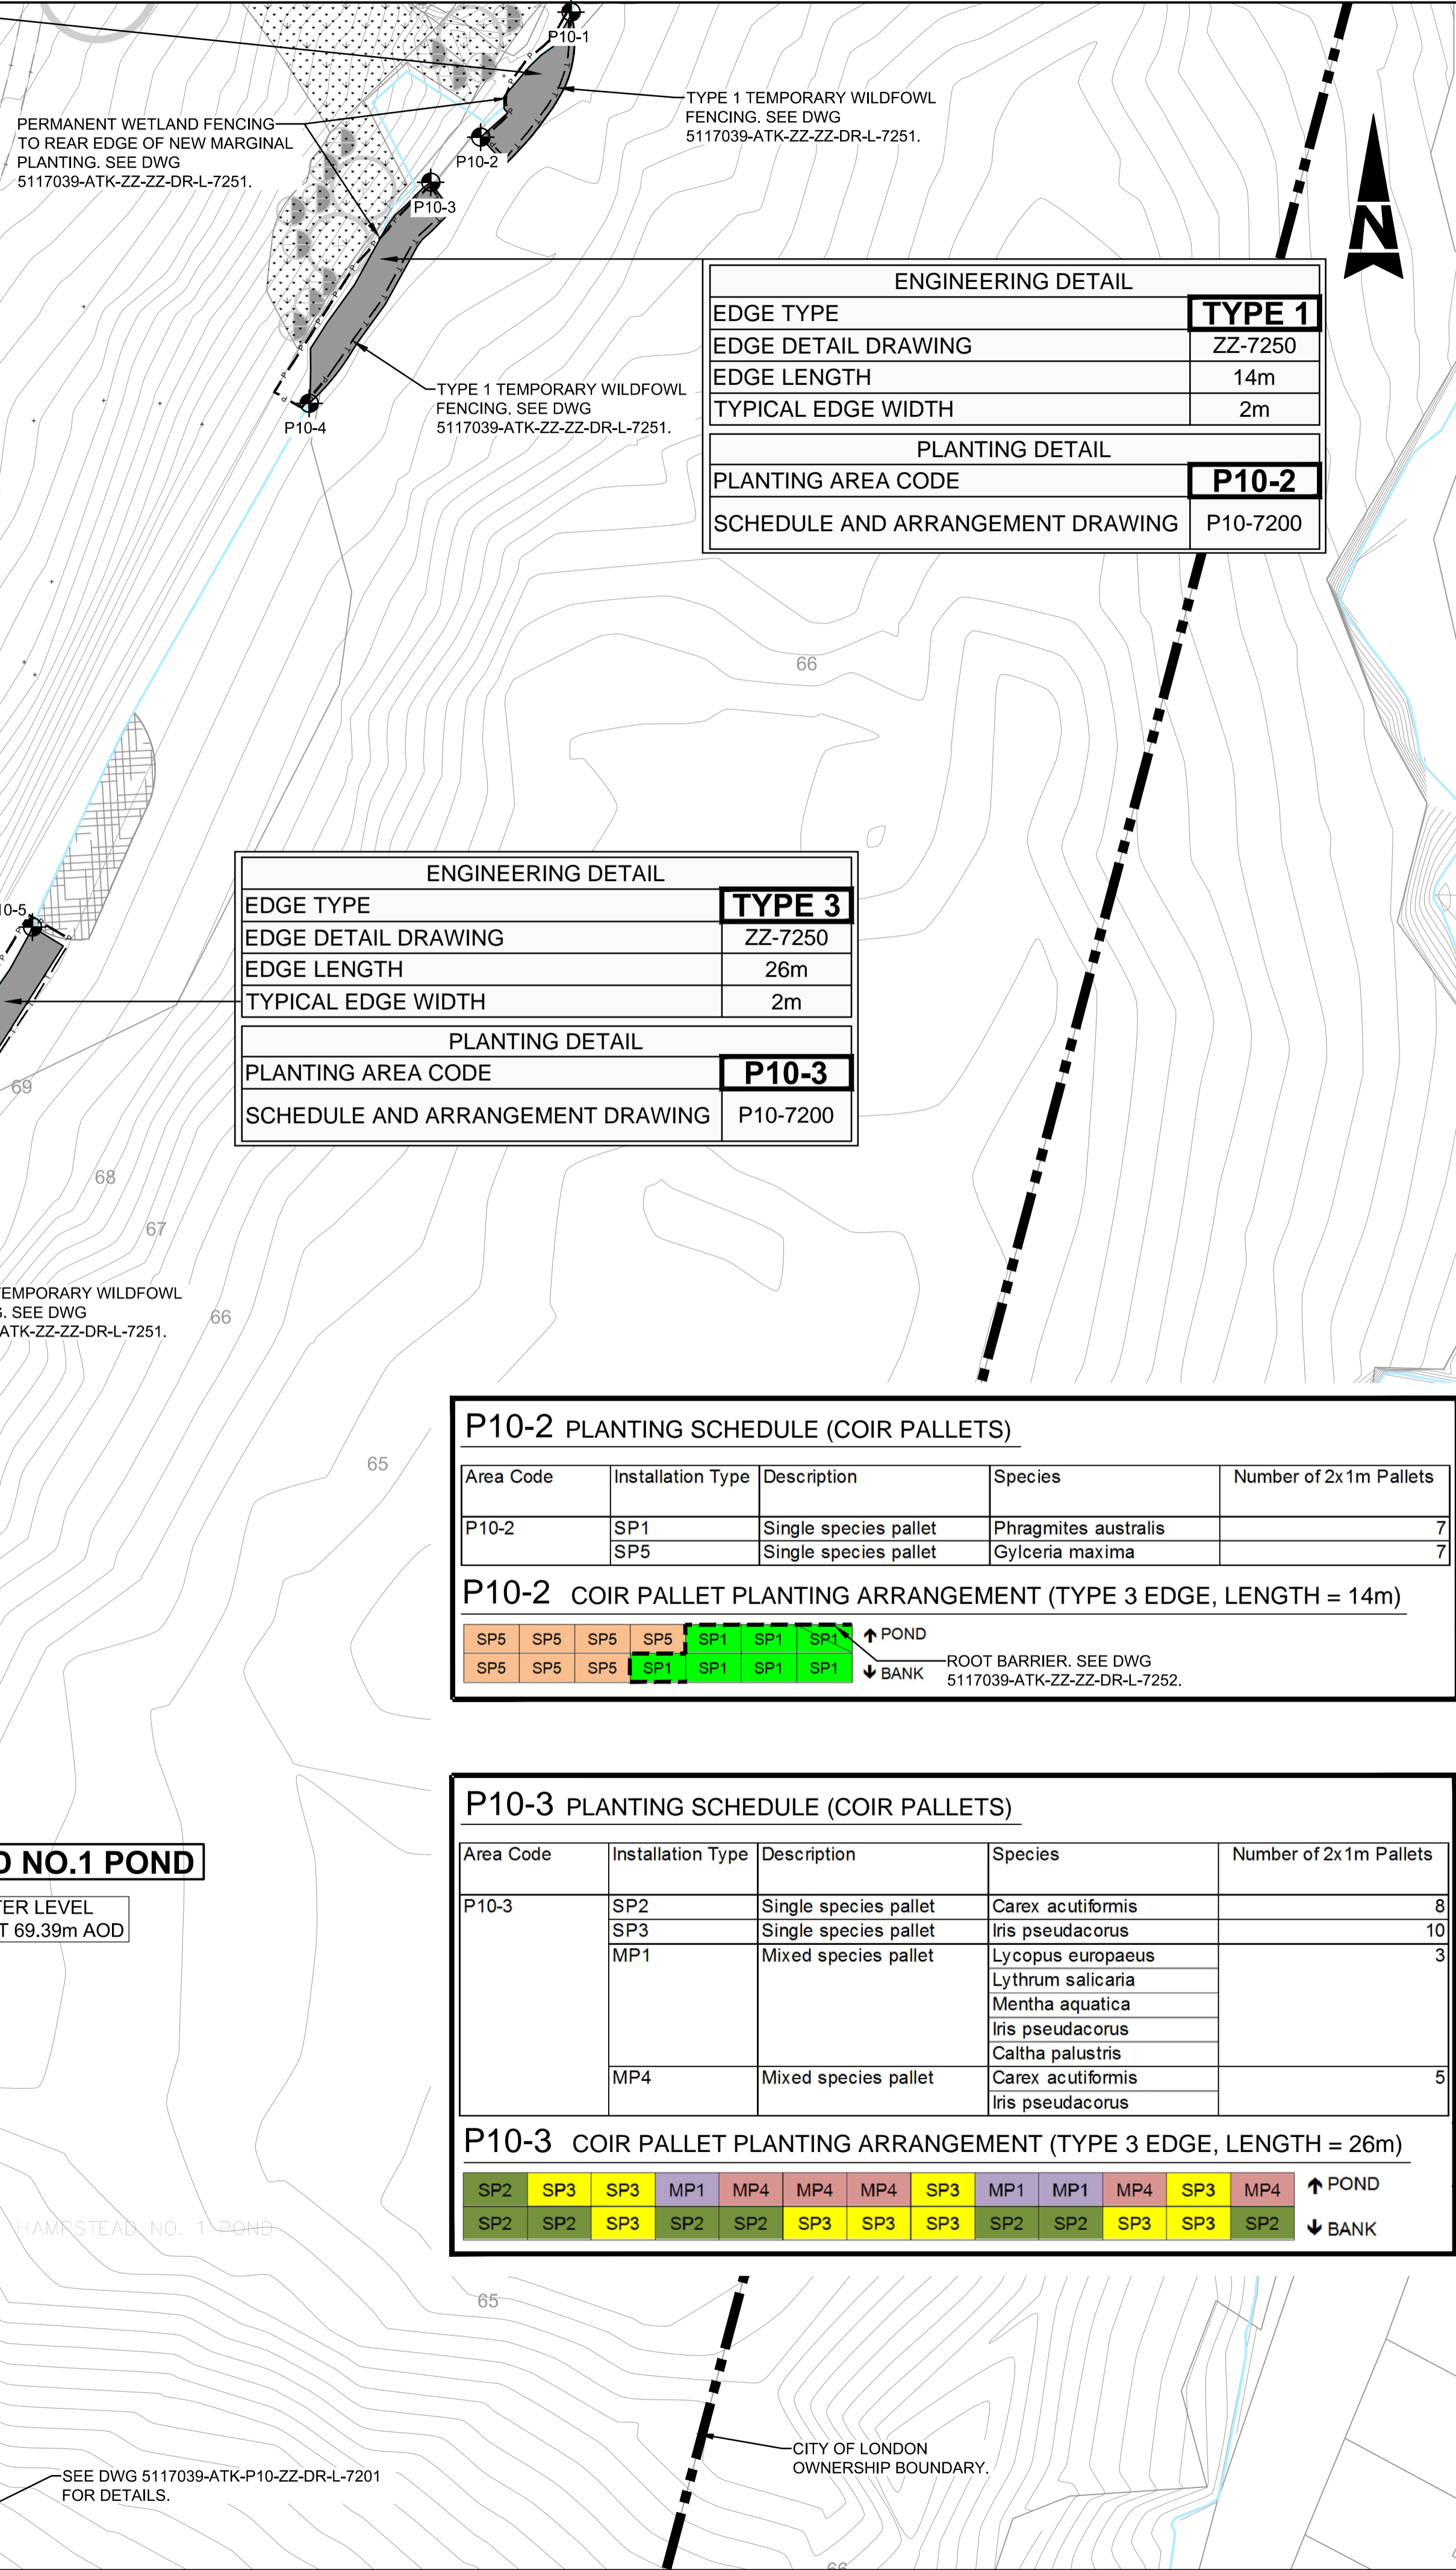 P10-1
TYPE 1 TEMPORARY WILDFOWL
FENCING. SEE DWG
5117039-ATK-ZZ-ZZ-DR-L-7251.
PERMANENT WETLAND FENCING
TO REAR EDGE OF NEW MARGINAL
PLANTING. SEE DWG
5117039-ATK-ZZ-ZZ-DR-L-7251.
P10-2
P10-3
N
ENGINEERING DETAIL
EDGE TYPE TYPE 1
EDGE DETAIL DRAWING ZZ-7250
EDGE LENGTH 14m
TYPICAL EDGE WIDTH 2m
PLANTING DETAIL
PLANTING AREA CODE P10-2
SCHEDULE AND ARRANGEMENT DRAWING P10-7200
TYPE 1 TEMPORARY WILDFOWL
FENCING. SEE DWG
5117039-ATK-ZZ-ZZ-DR-L-7251.
P10-4
66
ENGINEERING DETAIL
EDGE TYPE TYPE 3
EDGE DETAIL DRAWING ZZ-7250
EDGE LENGTH 26m
TYPICAL EDGE WIDTH 2m
PLANTING DETAIL
PLANTING AREA CODE P10-3
SCHEDULE AND ARRANGEMENT DRAWING P10-7200
10-5
69
68
67
TEMPORARY WILDFOWL
G. SEE DWG
ATK-ZZ-ZZ-DR-L-7251.
66
65
P10-2 PLANTING SCHEDULE (COIR PALLETS)
Area Code Installation Type Description Species Number of 2x1m Pallets
P10-2 SP1 Single species pallet Phragmites australis 7
SP5 Single species pallet Gylceria maxima 7
P10-2 COIR PALLET PLANTING ARRANGEMENT (TYPE 3 EDGE, LENGTH = 14m)
SP5 SP5 SP5 SP5 SP1 SP1 SP1 POND
SP5 SP5 SP5 SP1 SP1 SP1 SP1 BANK
ROOT BARRIER. SEE DWG
5117039-ATK-ZZ-ZZ-DR-L-7252.
P10-3 PLANTING SCHEDULE (COIR PALLETS)
Area Code Installation Type Description Species Number of 2x1m Pallets
P10-3 SP2 Single species pallet Carex acutiformis 8
SP3 Single species pallet Iris pseudacorus 10
MP1 Mixed species pallet Lycopus europaeus 3
Lythrum salicaria
Mentha aquatica
Iris pseudacorus
Caltha palustris
MP4 Mixed species pallet Carex acutiformis 5
Iris pseudacorus
P10-3 COIR PALLET PLANTING ARRANGEMENT (TYPE 3 EDGE, LENGTH = 26m)
SP2 SP3 SP3 MP1 MP4 MP4 MP4 SP3 MP1 MP1 MP4 SP3 MP4 POND
SP2 SP2 SP3 SP2 SP2 SP3 SP3 SP3 SP2 SP2 SP3 SP3 SP2 BANK
D NO.1 POND
TER LEVEL
T 69.39m AOD
HAMPSTEAD NO. 1 POND
65
CITY OF LONDON
OWNERSHIP BOUNDARY.
SEE DWG 5117039-ATK-P10-ZZ-DR-L-7201
FOR DETAILS.
66